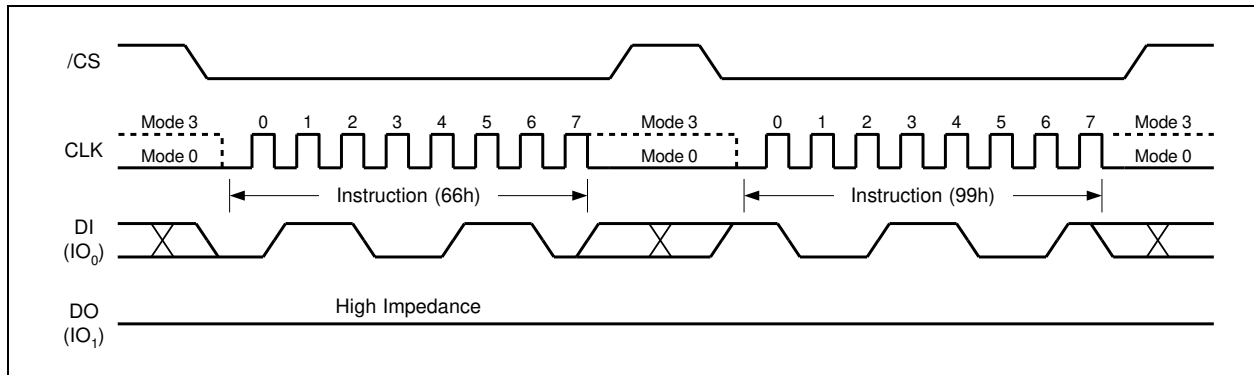 /CS
Mode 3 0 1 2 3 4 5 6 7 Mode 3 0 1 2 3 4 5 6 7 Mode 3
CLK Mode 0 Mode 0 Mode 0
Instruction (66h) Instruction (99h)
DI
(IO0)
High Impedance
DO
(IO1)